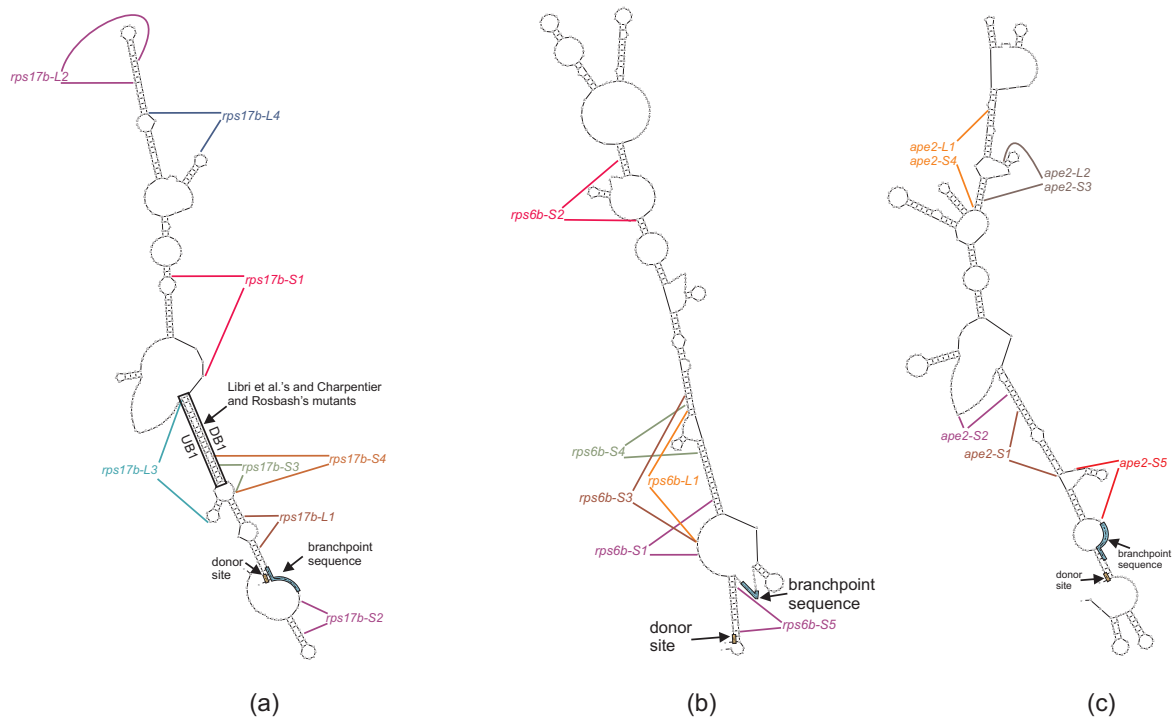 rps17b-L2
rps17b-L4
rps17b-S1
Libri et al.'s and Charpentier
and Rosbash's mutants
UB1
DB1
rps17b-L3
rps17b-S3
rps17b-S4
rps17b-L1
donor
site
branchpoint
sequence
rps17b-S2
(a)
rps6b-S2
rps6b-S4
rps6b-S3
rps6b-L1
rps6b-S1
branchpoint
sequence
donor
site
rps6b-S5
(b)
ape2-L1
ape2-S4
ape2-L2
ape2-S3
ape2-S2
ape2-S1
ape2-S5
branchpoint
sequence
donor
site
(c)